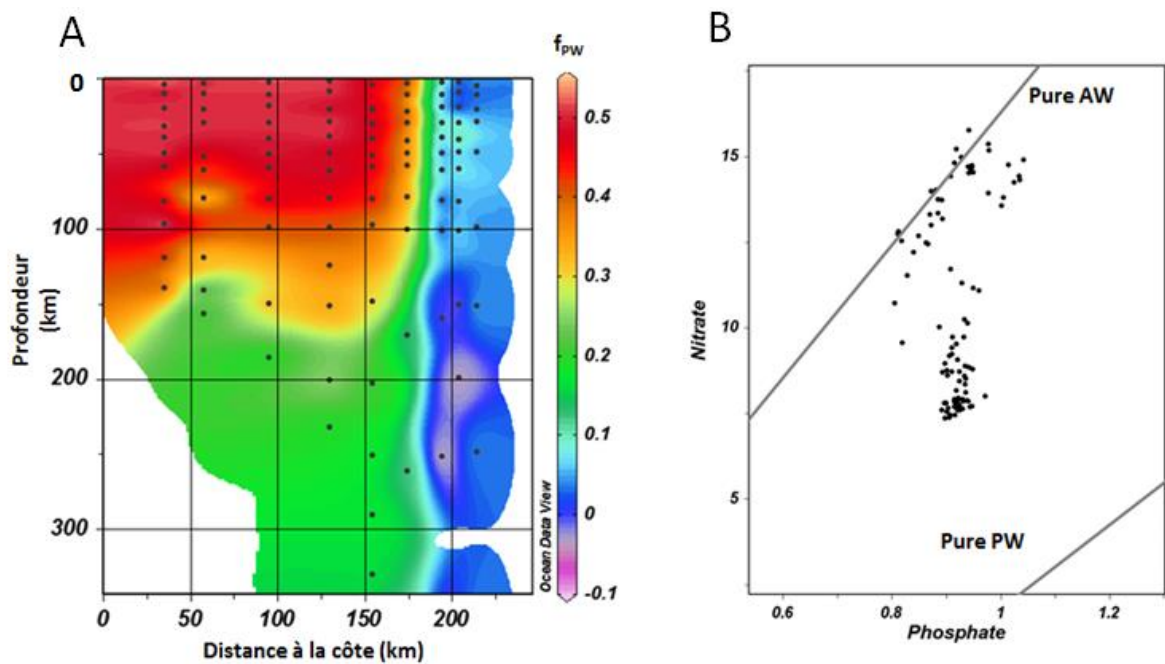 A
f_PW
0
100
200
300
Profondeur
(km)
0 50 100 150 200
Distance à la côte (km)
0.5
0.4
0.3
0.2
0.1
0
-0.1
Ocean Data View
B
Pure AW
Pure PW
15
10
5
Nitrate
0.6 0.8 1 1.2
Phosphate